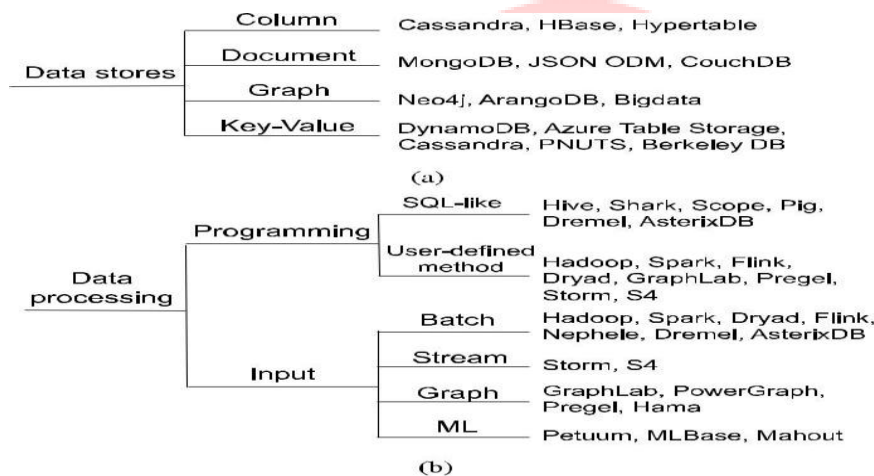 Column
Cassandra, HBase, Hypertable
Document
MongoDB, JSON ODM, CouchDB
Data stores
Graph
Neo4j, ArangoDB, Bigdata
Key-Value
DynamoDB, Azure Table Storage,
Cassandra, PNUTS, Berkeley DB
(a)
SQL-like
Hive, Shark, Scope, Pig,
Dremel, AsterixDB
Programming
User-defined
method
Hadoop, Spark, Flink,
Dryad, GraphLab, Pregel,
Storm, S4
Data
processing
Batch
Hadoop, Spark, Dryad, Flink,
Nephele, Dremel, AsterixDB
Stream
Storm, S4
Input
Graph
GraphLab, PowerGraph,
Pregel, Hama
ML
Petuum, MLBase, Mahout
(b)